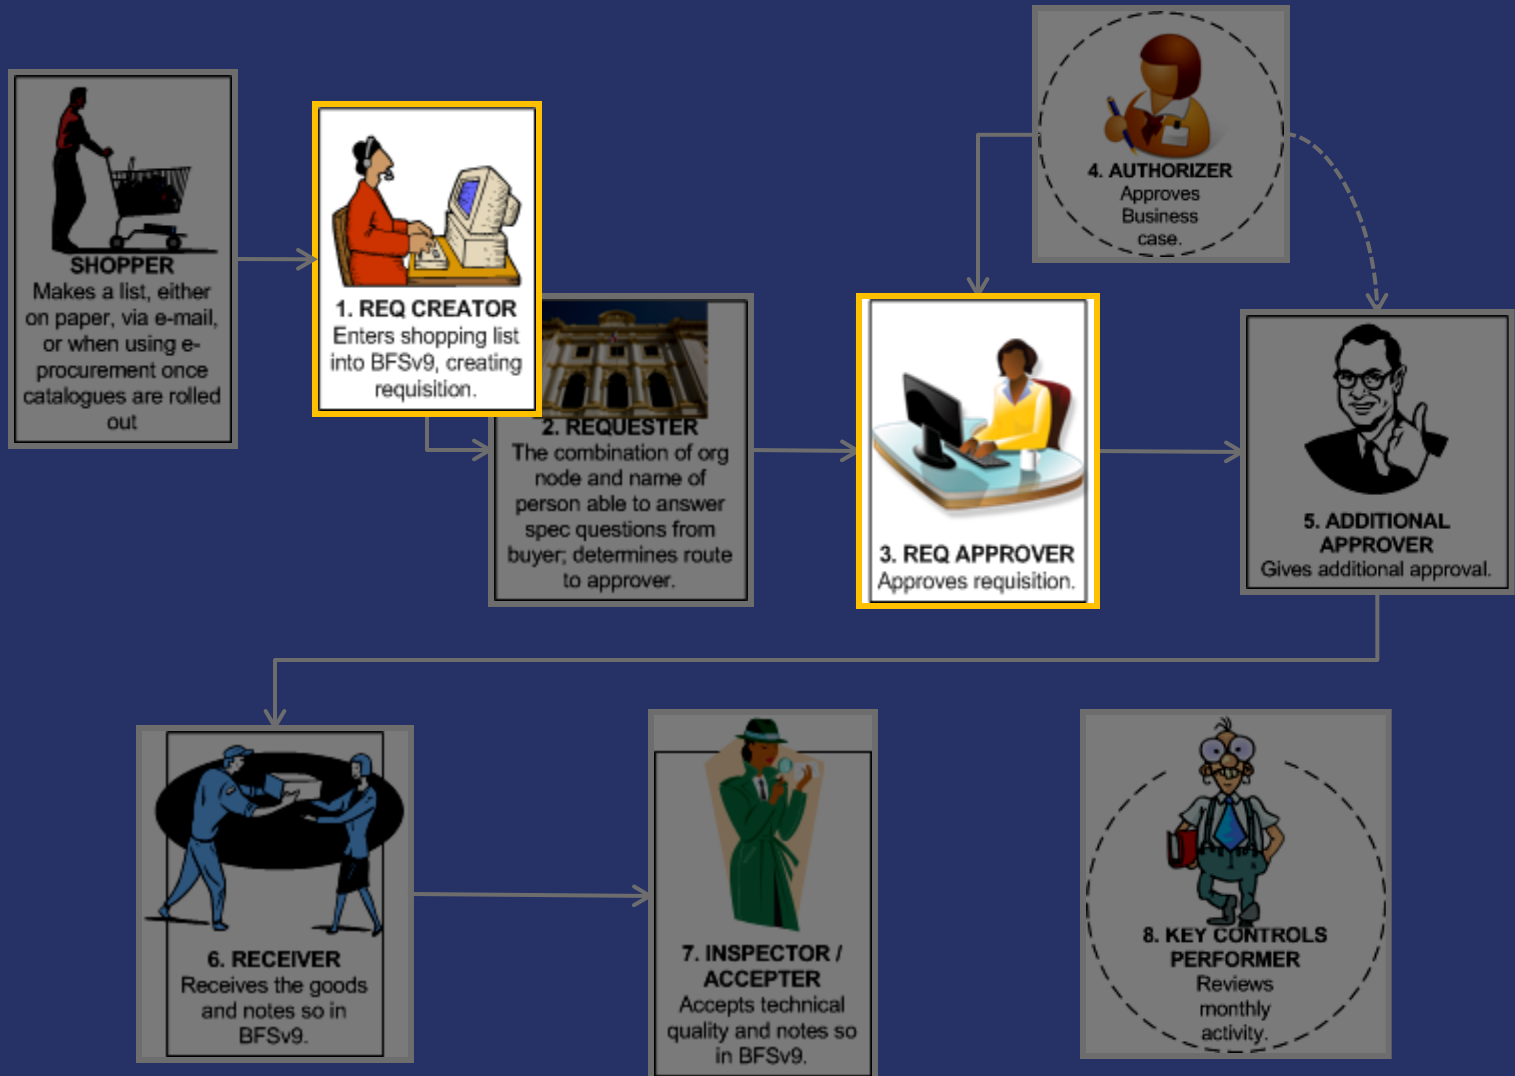 SHOPPER
Makes a list, either
on paper, via e-mail,
or when using e-
procurement once
catalogues are rolled
out
1. REQ CREATOR
Enters shopping list
into BFSv9, creating
requisition.
2. REQUESTER
The combination of org
node and name of
person able to answer
spec questions from
buyer; determines route
to approver.
3. REQ APPROVER
Approves requisition.
4. AUTHORIZER
Approves
Business
case.
5. ADDITIONAL
APPROVER
Gives additional approval.
6. RECEIVER
Receives the goods
and notes so in
BFSv9.
7. INSPECTOR /
ACCEPTER
Accepts technical
quality and notes so
in BFSv9.
8. KEY CONTROLS
PERFORMER
Reviews
monthly
activity.